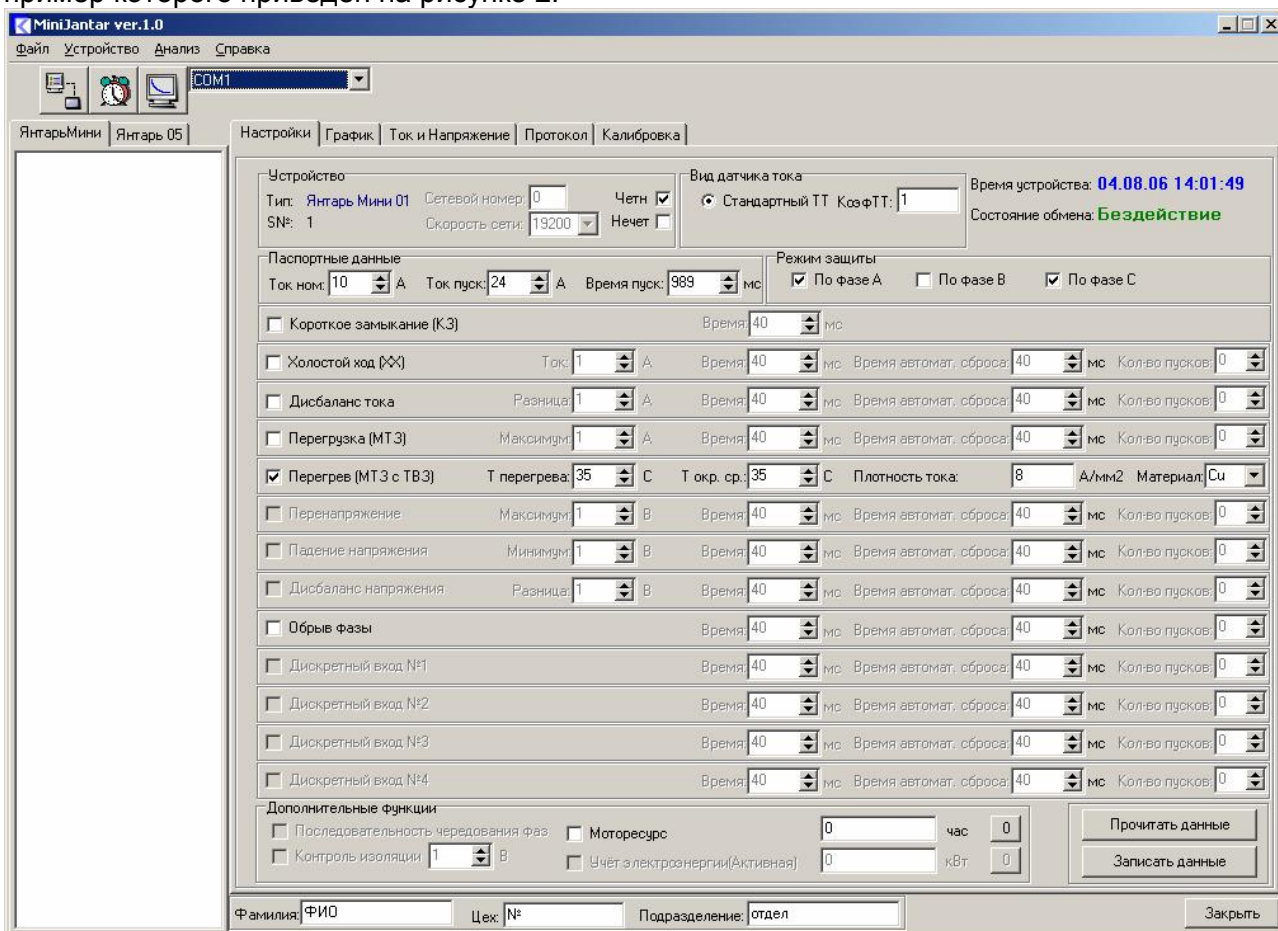 пример которого приведен на рисунке 2.
MiniJantar ver.1.0
Файл Устройство Анализ Справка
COM1
ЯнтарьМини Янтарь 05
Настройки График Ток и Напряжение Протокол Калибровка
Устройство
Тип: Янтарь Мини 01 Сетевой номер: 0 Четн
SN№: 1 Скорость сети: 19200 Нечет
Вид датчика тока
Стандартный ТТ КоэфТТ: 1
Время устройства: 04.08.06 14:01:49
Состояние обмена: Бездействие
Паспортные данные
Ток ном: 10 А Ток пуск: 24 А Время пуск: 989 мс
Режим защиты
По фазе А По фазе В По фазе С
Короткое замыкание (КЗ) Время: 40 мс
Холостой ход (ХХ) Ток: 1 А Время: 40 мс Время автомат. сброса: 40 мс Кол-во пусков: 0
Дисбаланс тока Разница: 1 А Время: 40 мс Время автомат. сброса: 40 мс Кол-во пусков: 0
Перегрузка (МТЗ) Максимум: 1 А Время: 40 мс Время автомат. сброса: 40 мс Кол-во пусков: 0
Перегрев (МТЗ с ТВЗ) Т перегрева: 35 С Т окр. ср.: 35 С Плотность тока: 8 А/мм2 Материал: Cu
Перенапряжение Максимум: 1 В Время: 40 мс Время автомат. сброса: 40 мс Кол-во пусков: 0
Падение напряжения Минимум: 1 В Время: 40 мс Время автомат. сброса: 40 мс Кол-во пусков: 0
Дисбаланс напряжения Разница: 1 В Время: 40 мс Время автомат. сброса: 40 мс Кол-во пусков: 0
Обрыв фазы Время: 40 мс Время автомат. сброса: 40 мс Кол-во пусков: 0
Дискретный вход №1 Время: 40 мс Время автомат. сброса: 40 мс Кол-во пусков: 0
Дискретный вход №2 Время: 40 мс Время автомат. сброса: 40 мс Кол-во пусков: 0
Дискретный вход №3 Время: 40 мс Время автомат. сброса: 40 мс Кол-во пусков: 0
Дискретный вход №4 Время: 40 мс Время автомат. сброса: 40 мс Кол-во пусков: 0
Дополнительные функции
Последовательность чередования фаз Моторесурс 0 час 0
Контроль изоляции 1 В Учёт электроэнергии(Активная) 0 кВт 0
Прочитать данные
Записать данные
Фамилия: ФИО Цех: № Подразделение: отдел Закрыть